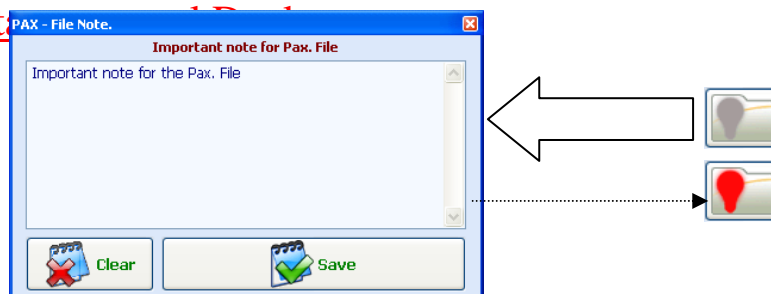 PAX - File Note.
Important note for Pax. File
Important note for the Pax. File
Clear
Save